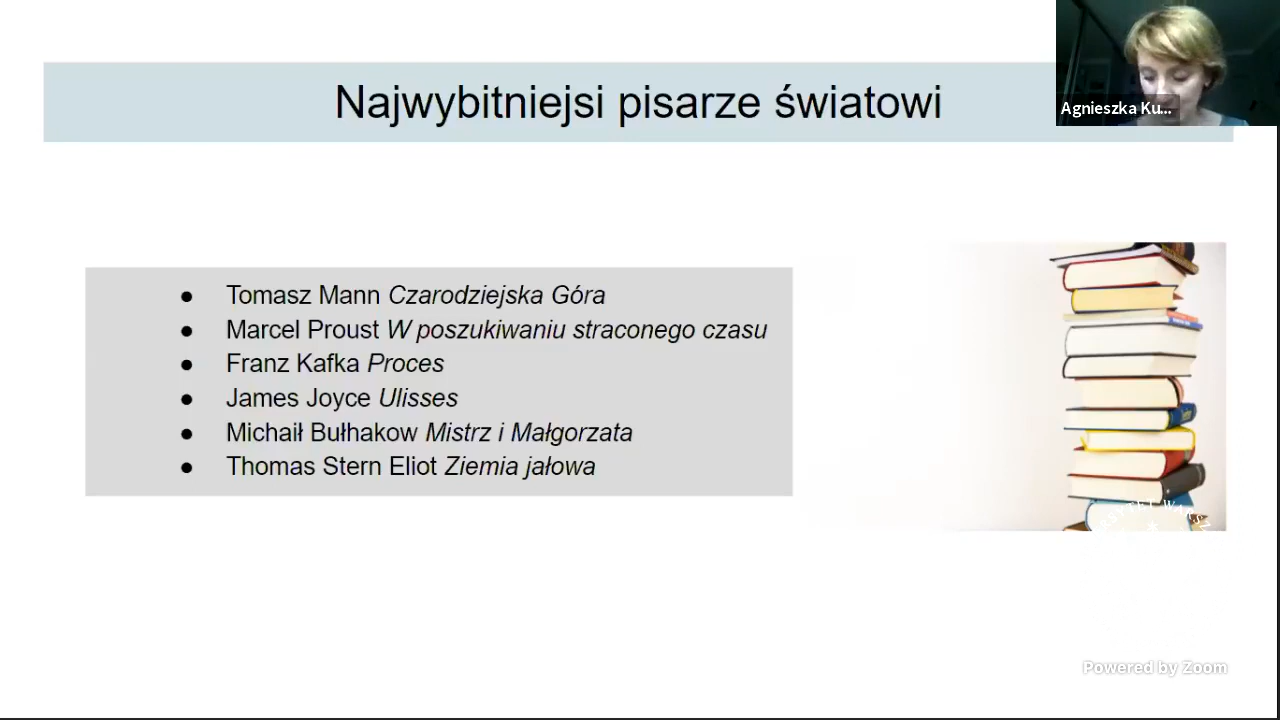 Najwybitniejsi pisarze światowi
Agnieszka Ku...
● Tomasz Mann Czarodziejska Góra
● Marcel Proust W poszukiwaniu straconego czasu
● Franz Kafka Proces
● James Joyce Ulisses
● Michaił Bułhakow Mistrz i Małgorzata
● Thomas Stern Eliot Ziemia jałowa
Powered by Zoom